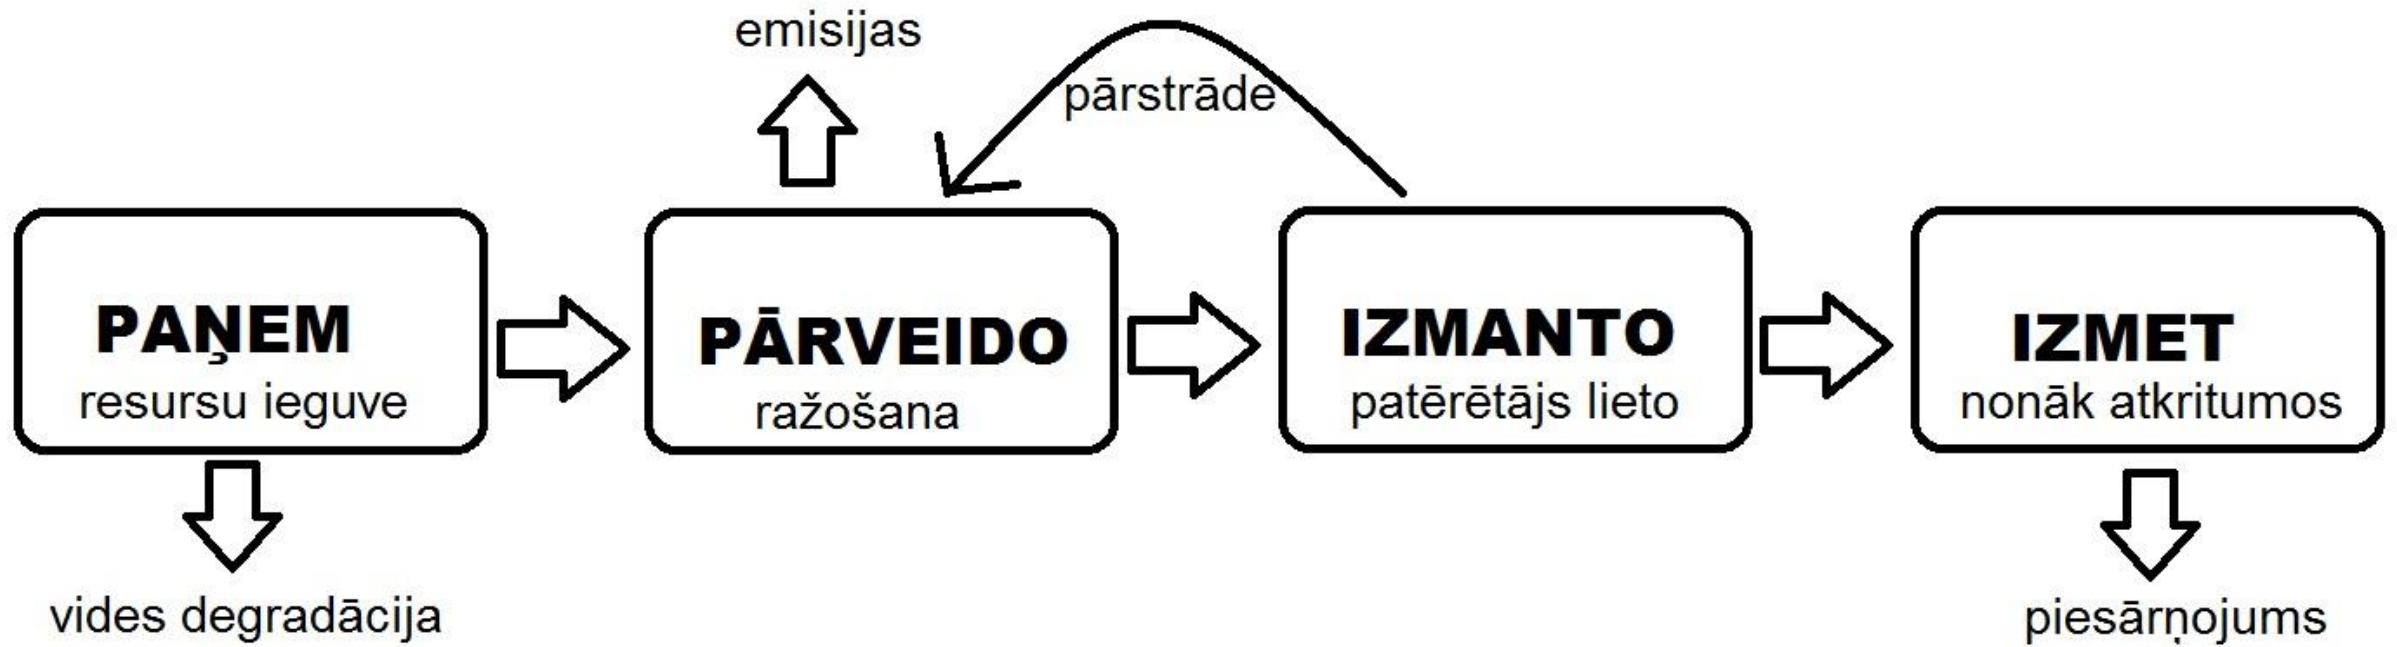 emisijas
pārstrāde
PAŅEM
resursu ieguve
PĀRVEIDO
ražošana
IZMANTO
patērētājs lieto
IZMET
nonāk atkritumos
vides degradācija
piesārņojums